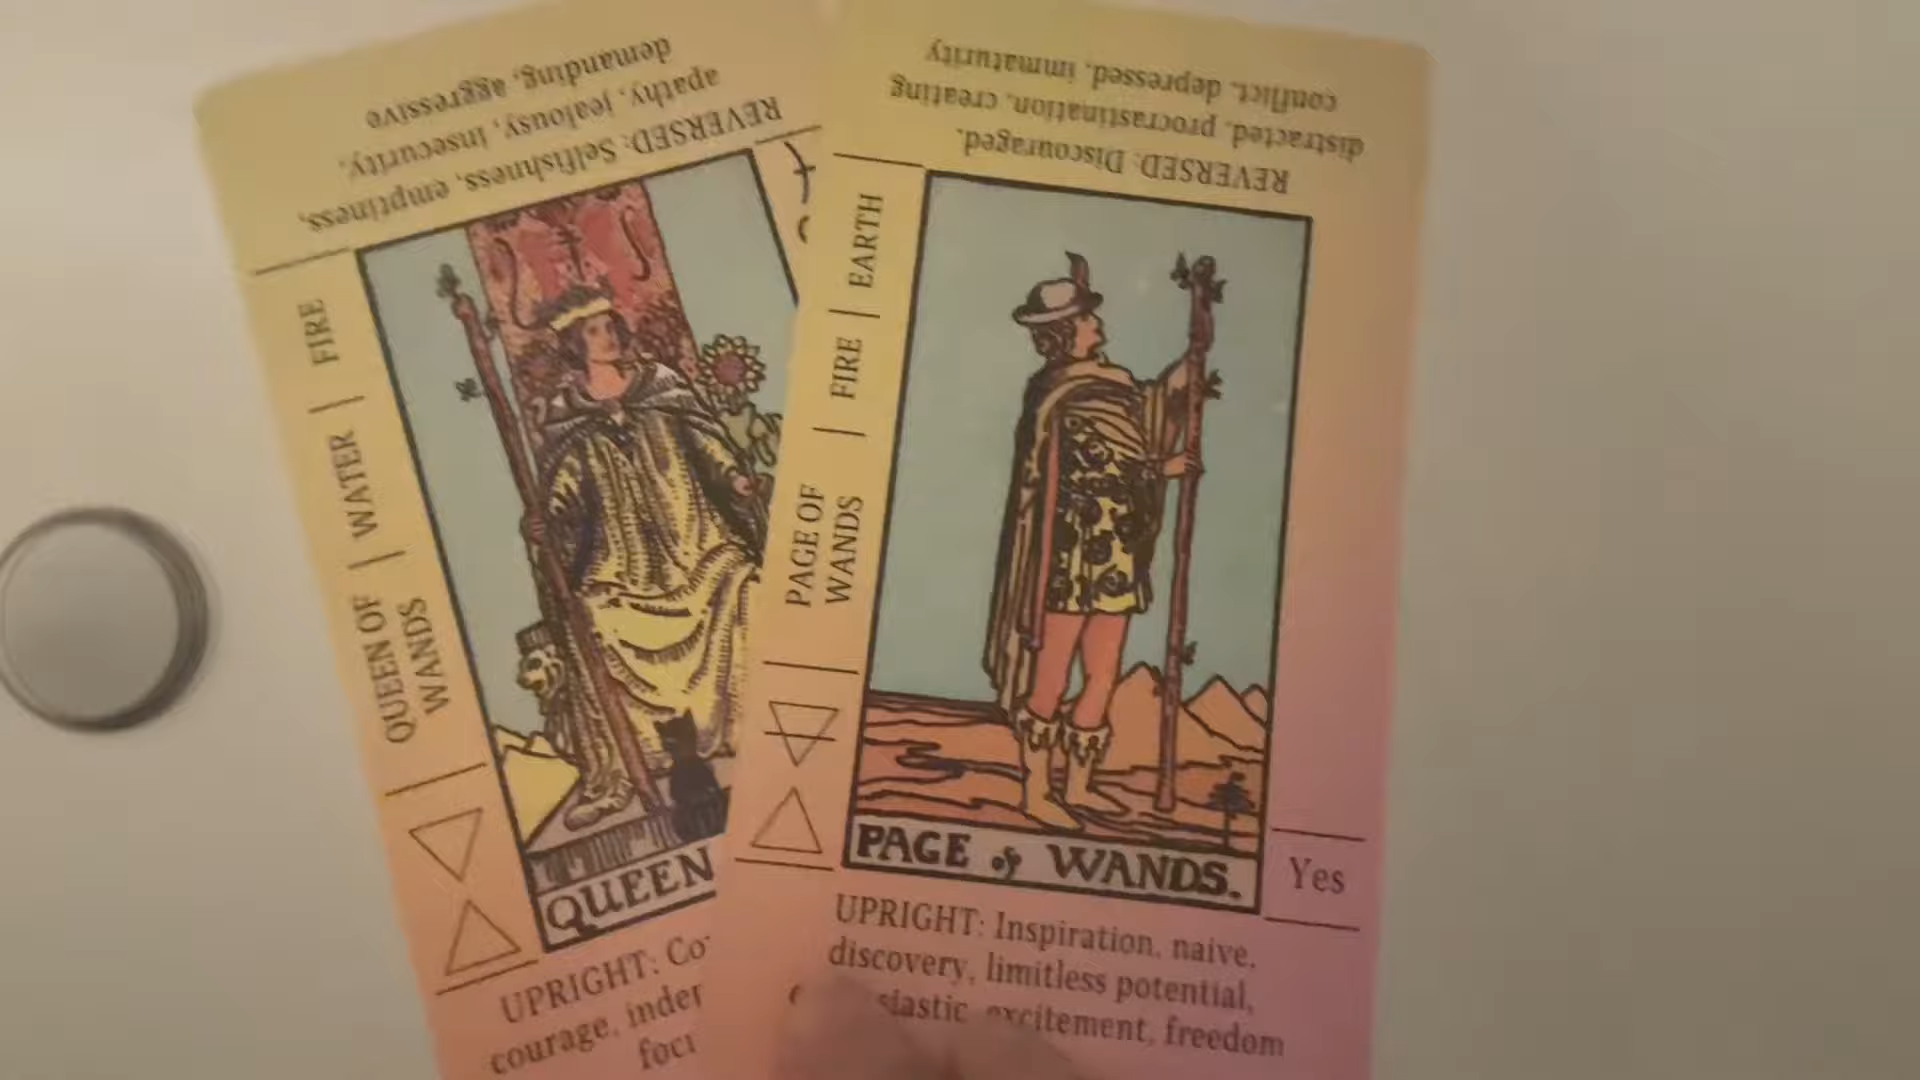 REVERSED: Selfishness, emptiness,
apathy, jealousy, insecurity,
demanding, aggressive
QUEEN OF
WANDS
WATER
FIRE
QUEEN
UPRIGHT:
courage,
REVERSED: Discouraged,
distracted, procrastination, creating
conflict, depressed, immaturity
PAGE OF
WANDS
FIRE
EARTH
PAGE of WANDS.
Yes
UPRIGHT: Inspiration, naive,
discovery, limitless potential,
excitement, freedom